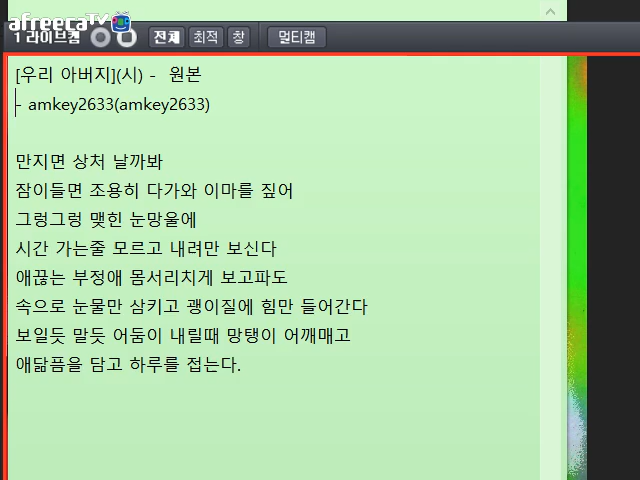 afreecaTV
1 라이브캠 전체 최적 창 멀티캠
[우리 아버지](시) - 원본
- amkey2633(amkey2633)
만지면 상처 날까봐
잠이들면 조용히 다가와 이마를 짚어
그렁그렁 맺힌 눈망울에
시간 가는줄 모르고 내려만 보신다
애끊는 부정애 몸서리치게 보고파도
속으로 눈물만 삼키고 괭이질에 힘만 들어간다
보일듯 말듯 어둠이 내릴때 망탱이 어깨매고
애닮픔을 담고 하루를 접는다.